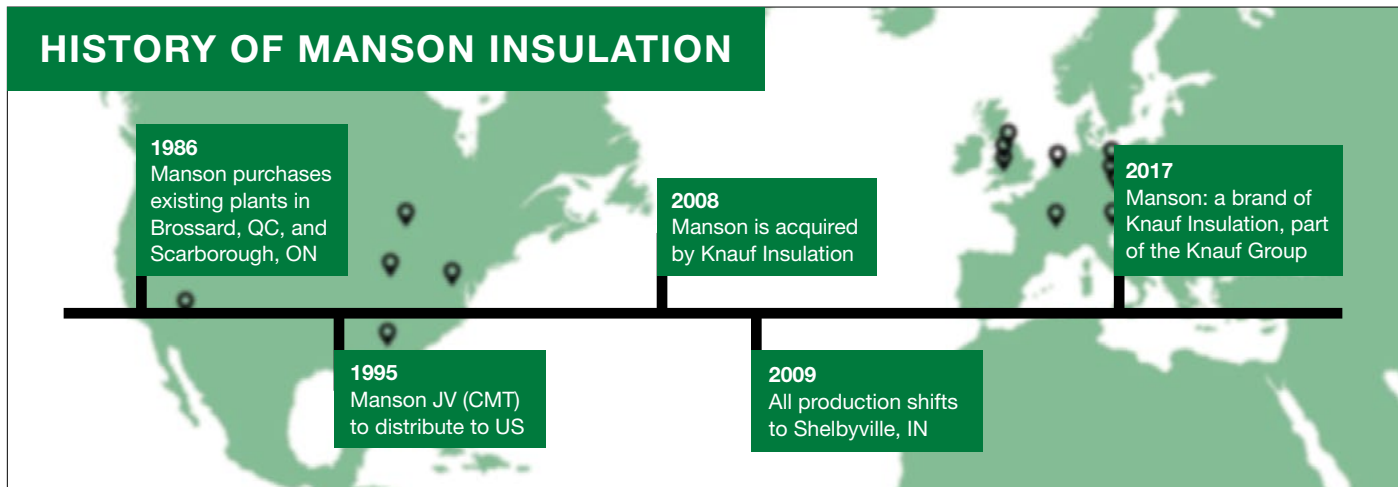 HISTORY OF MANSON INSULATION
1986
Manson purchases
existing plants in
Brossard, QC, and
Scarborough, ON
1995
Manson JV (CMT)
to distribute to US
2008
Manson is acquired
by Knauf Insulation
2009
All production shifts
to Shelbyville, IN
2017
Manson: a brand of
Knauf Insulation, part
of the Knauf Group